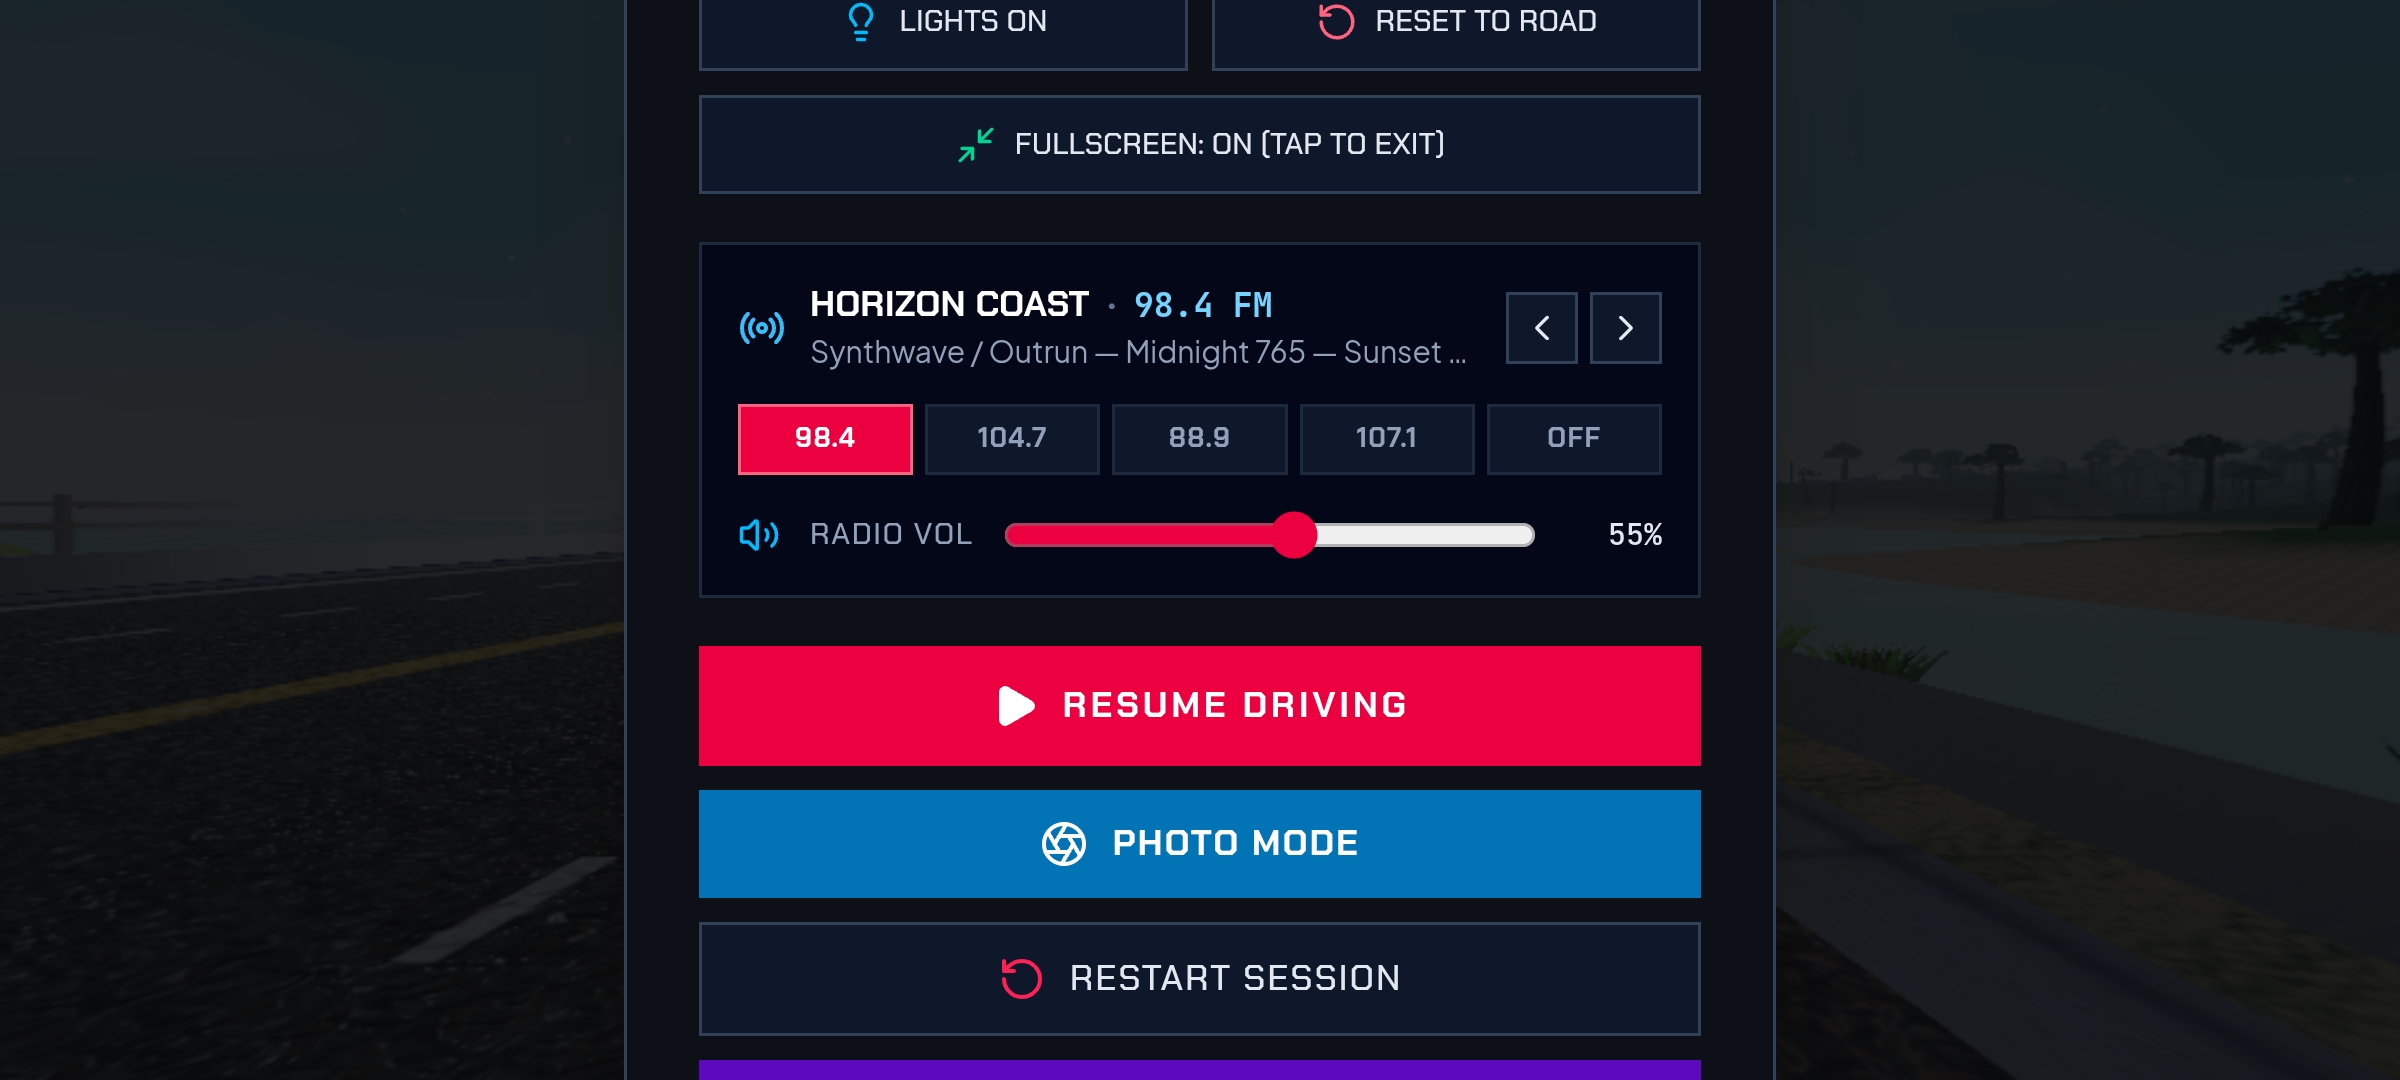 LIGHTS ON
RESET TO ROAD
FULLSCREEN: ON (TAP TO EXIT)
HORIZON COAST · 98.4 FM
Synthwave / Outrun — Midnight 765 — Sunset ...
98.4
104.7
88.9
107.1
OFF
RADIO VOL
55%
RESUME DRIVING
PHOTO MODE
RESTART SESSION